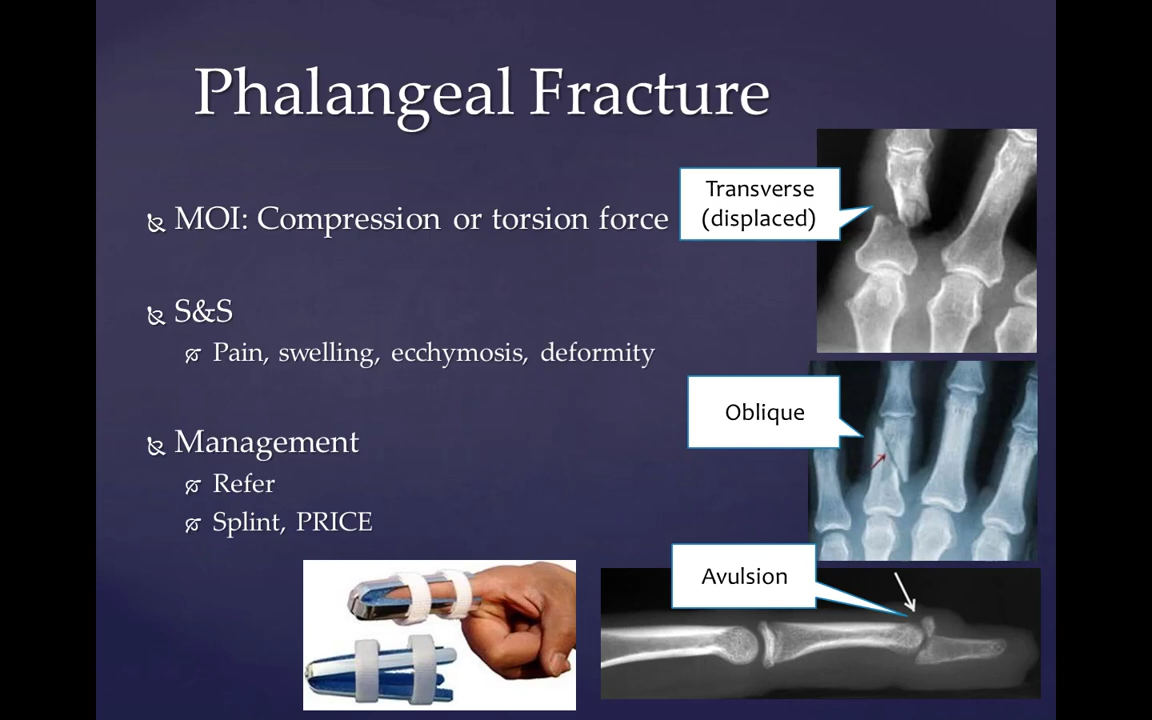 Phalangeal Fracture
MOI: Compression or torsion force
S&S
Pain, swelling, ecchymosis, deformity
Management
Refer
Splint, PRICE
Transverse
(displaced)
Oblique
Avulsion